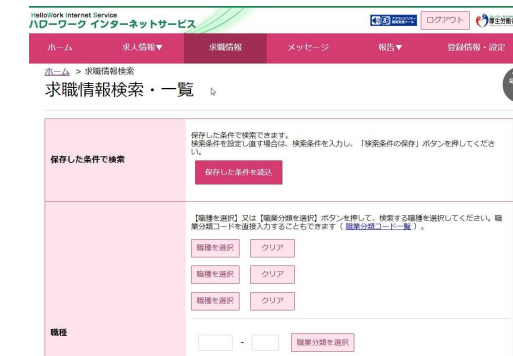 HelloWork Internet Service
ハローワーク インターネットサービス
ログアウト
ホーム 求人情報▼ 求職情報 メッセージ 報告▼ 登録情報・設定
ホーム > 求職情報検索
求職情報検索・一覧
保存した条件で検索
保存した条件で検索できます。
検索条件を設定し直す場合は、検索条件を入力し、「検索条件の保存」ボタンを押してくださ
い。
保存した条件を読込
職種
【職種を選択】又は【職業分類を選択】ボタンを押して、検索する職種を選択してください。職
業分類コードを直接入力することもできます（ 職業分類コード一覧 ）。
職種を選択 クリア
職種を選択 クリア
職種を選択 クリア
- 職業分類を選択